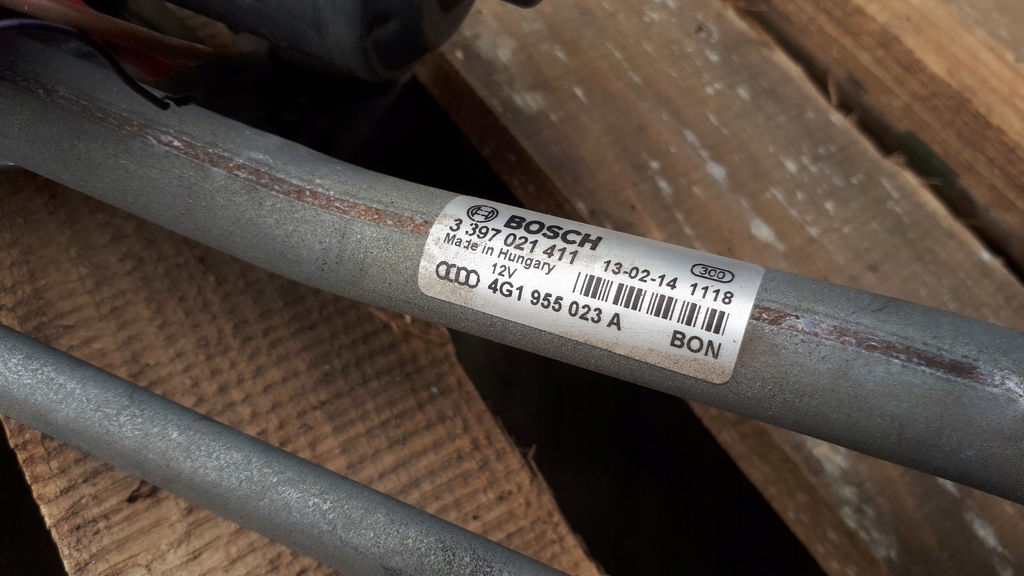 BOSCH
3 397 021 411 13-02-14 300
Made in Hungary 1118
12V
4G1 955 023 A
BON